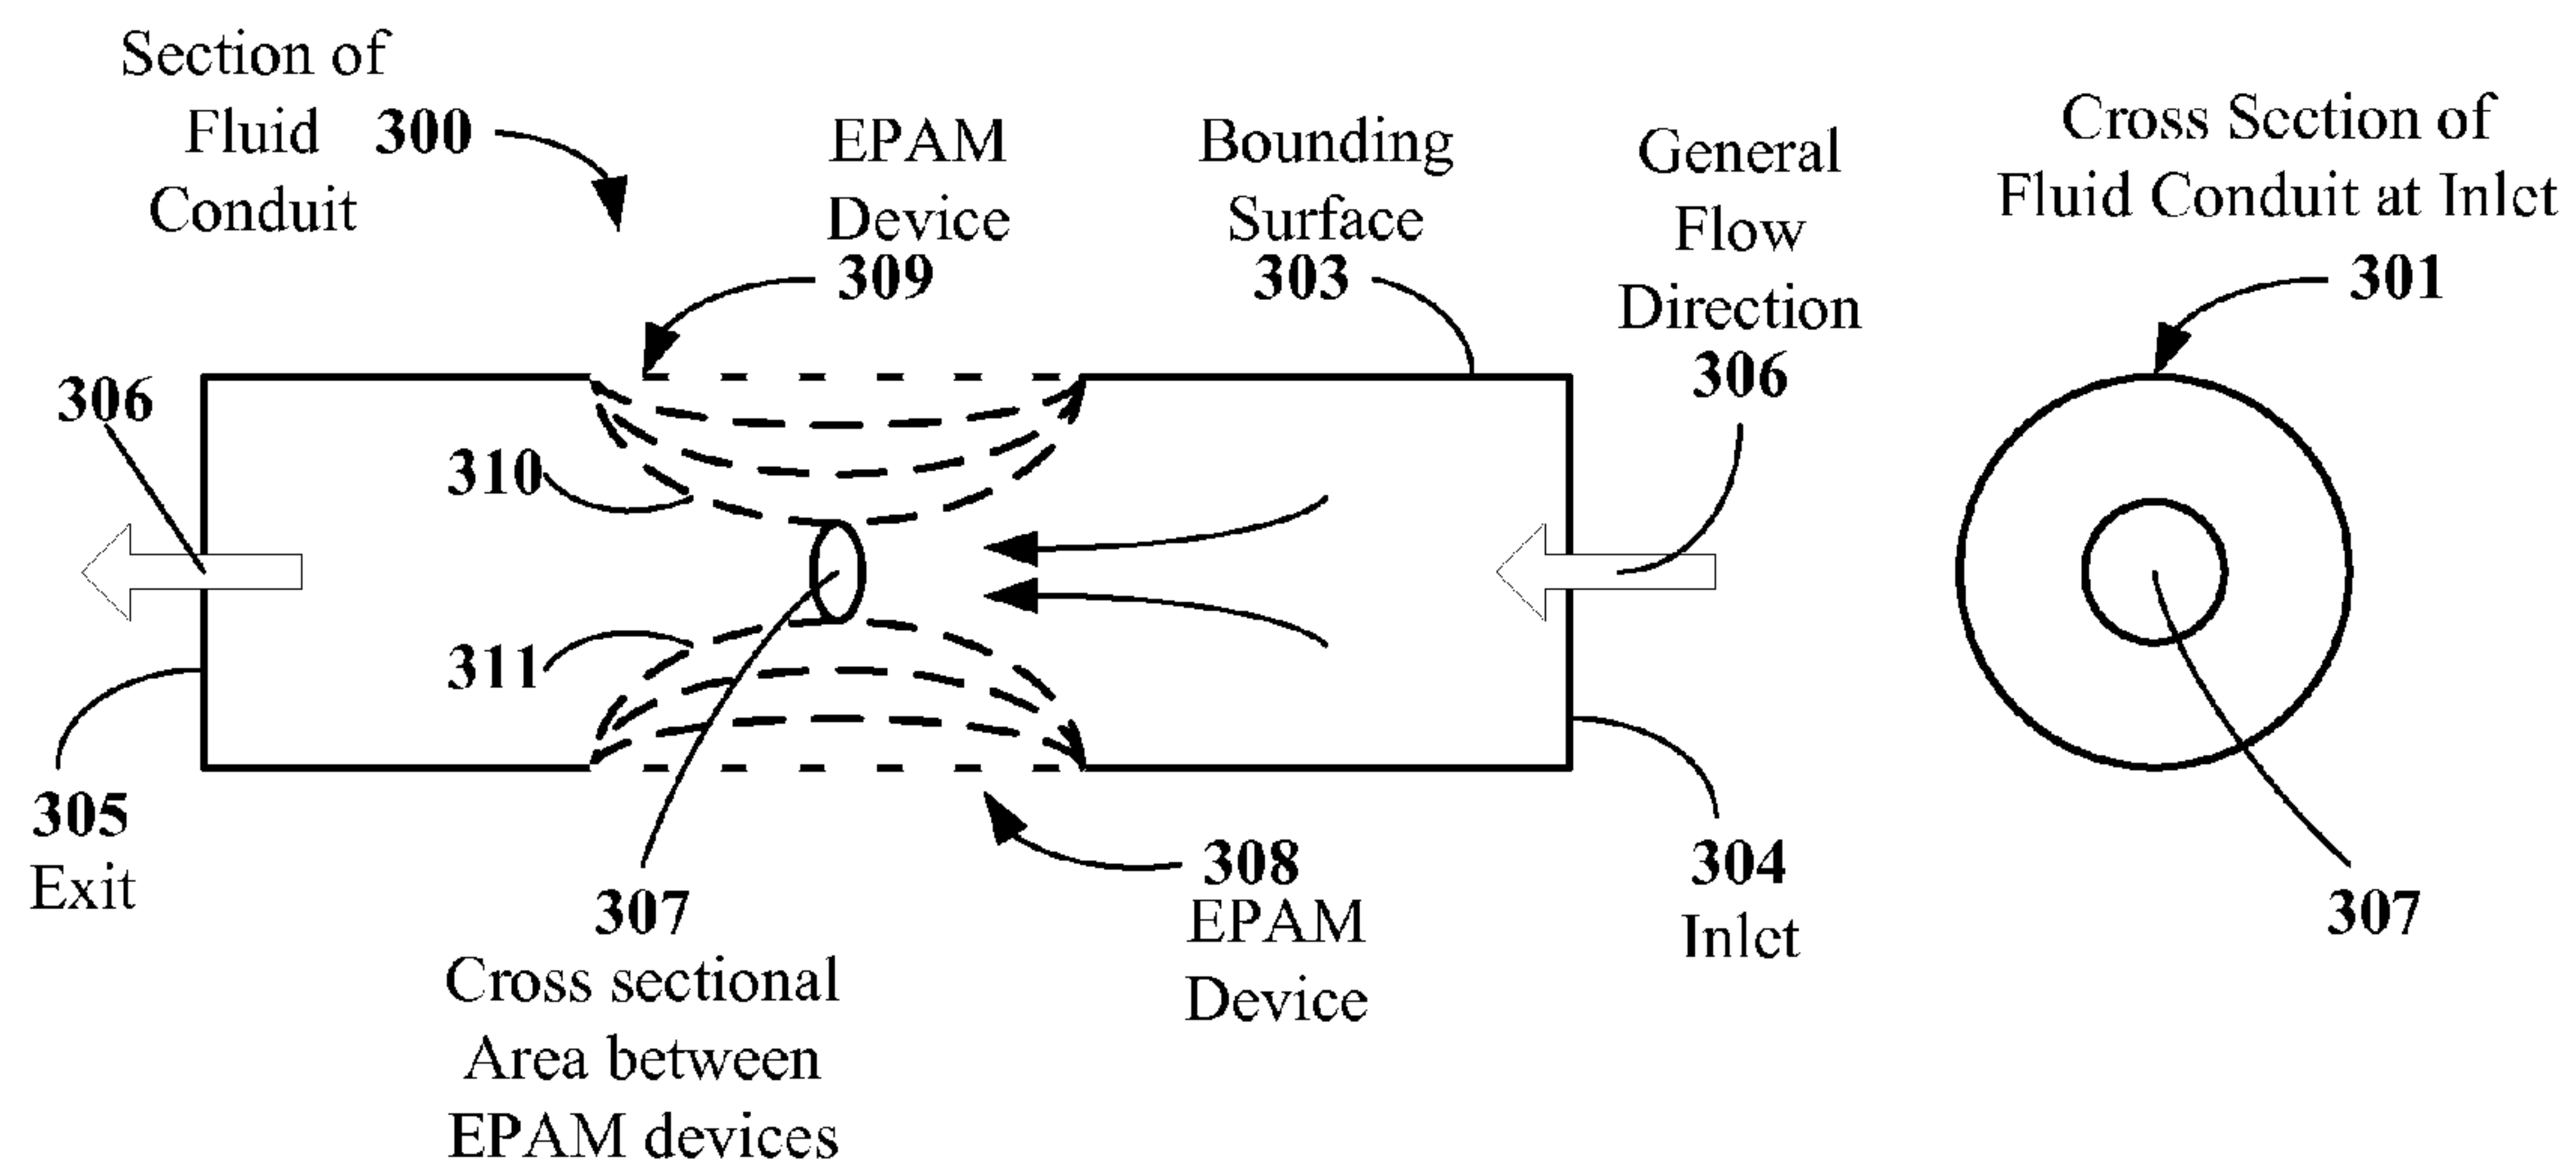 Section of
Fluid 300
Conduit
EPAM
Device
309
Bounding
Surface
303
General
Flow
Direction
306
Cross Scction of
Fluid Conduit at Inlct
301
306
310
311
305
Exit
307
Cross sectional
Area between
EPAM devices
308
EPAM
Device
304
Inlct
307